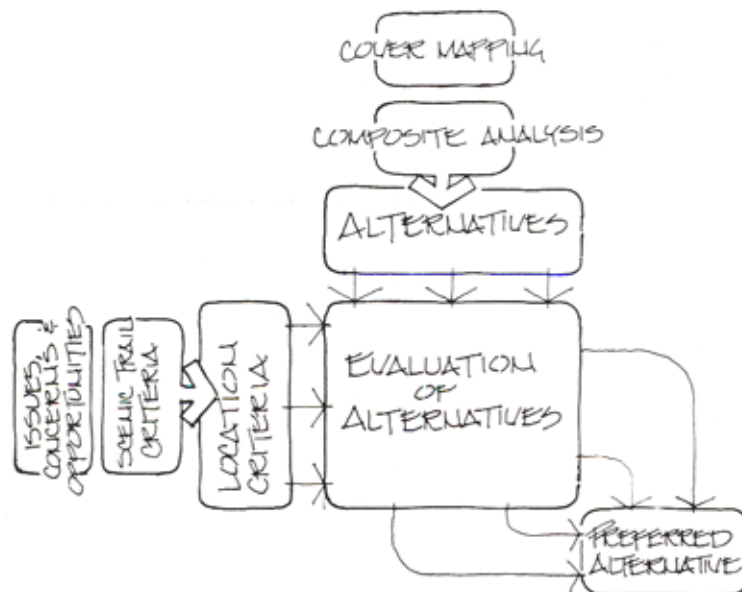 COVER MAPPING
COMPOSITE ANALYSIS
ALTERNATIVES
ISSUES,
CONCERNS &
OPPORTUNITIES
SCENIC TRAIL
CRITERIA
LOCATION
CRITERIA
EVALUATION
OF
ALTERNATIVES
PREFERRED
ALTERNATIVE